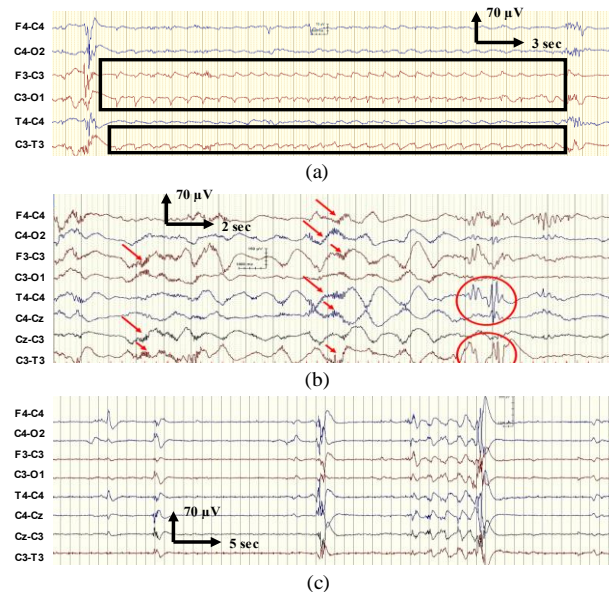 F4-C4
70 µV
3 sec
C4-O2
F3-C3
C3-O1
T4-C4
C3-T3
(a)
70 µV
2 sec
F4-C4
C4-O2
F3-C3
C3-O1
T4-C4
C4-Cz
Cz-C3
C3-T3
(b)
F4-C4
C4-O2
F3-C3
C3-O1
T4-C4
C4-Cz
70 µV
Cz-C3
5 sec
C3-T3
(c)